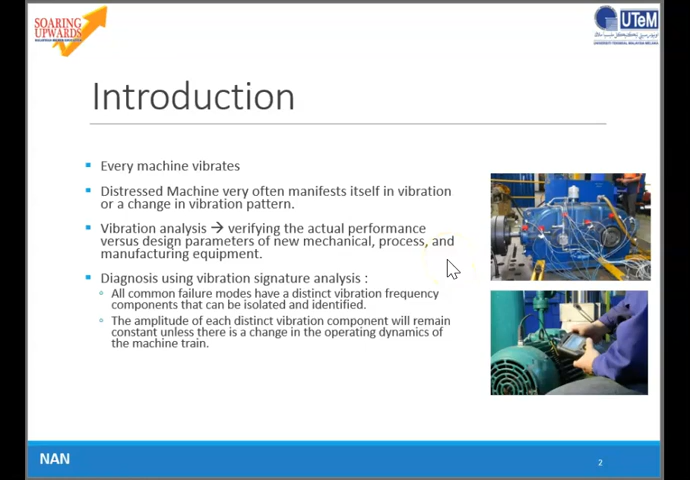 SOARING
UPWARDS
UTeM
Introduction
Every machine vibrates
Distressed Machine very often manifests itself in vibration
or a change in vibration pattern.
Vibration analysis → verifying the actual performance
versus design parameters of new mechanical, process, and
manufacturing equipment.
Diagnosis using vibration signature analysis :
All common failure modes have a distinct vibration frequency
components that can be isolated and identified.
The amplitude of each distinct vibration component will remain
constant unless there is a change in the operating dynamics of
the machine train.
NAN
2